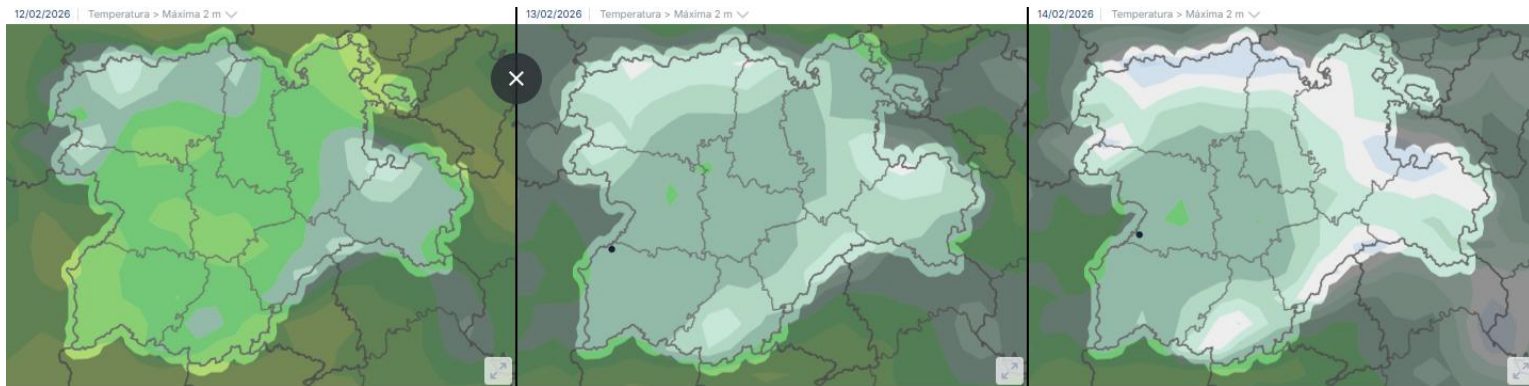 12/02/2026 Temperatura > Máxima 2 m
13/02/2026 Temperatura > Máxima 2 m
14/02/2026 Temperatura > Máxima 2 m